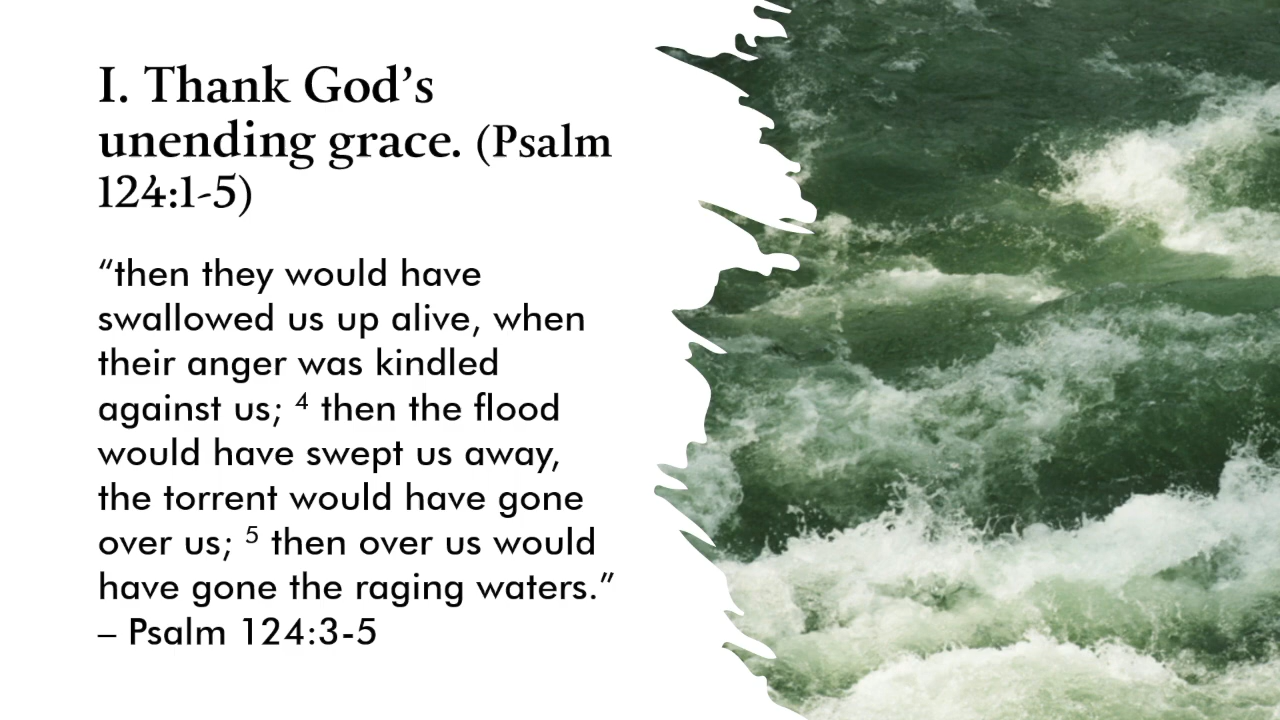 I. Thank God’s
unending grace. (Psalm
124:1-5)
“then they would have
swallowed us up alive, when
their anger was kindled
against us; ⁴ then the flood
would have swept us away,
the torrent would have gone
over us; ⁵ then over us would
have gone the raging waters.”
– Psalm 124:3-5